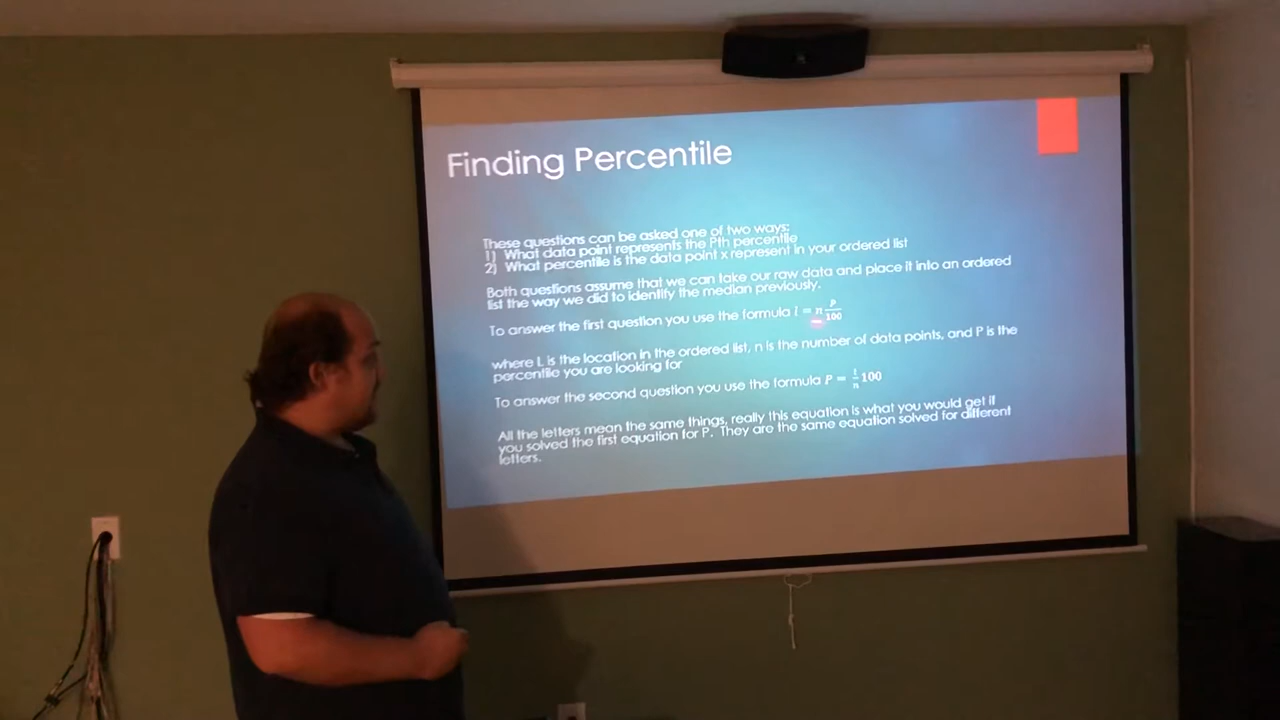 Finding Percentile
These questions can be asked one of two ways:
1) What data point represents the Pth percentile
2) What percentile is the data point x represent in your ordered list
Both questions assume that we can take our raw data and place it into an ordered
list the way we did to identify the median previously.
To answer the first question you use the formula l = n P/100
where L is the location in the ordered list, n is the number of data points, and P is the
percentile you are looking for
To answer the second question you use the formula P = l/n 100
All the letters mean the same things, really this equation is what you would get if
you solved the first equation for P. They are the same equation solved for different
letters.